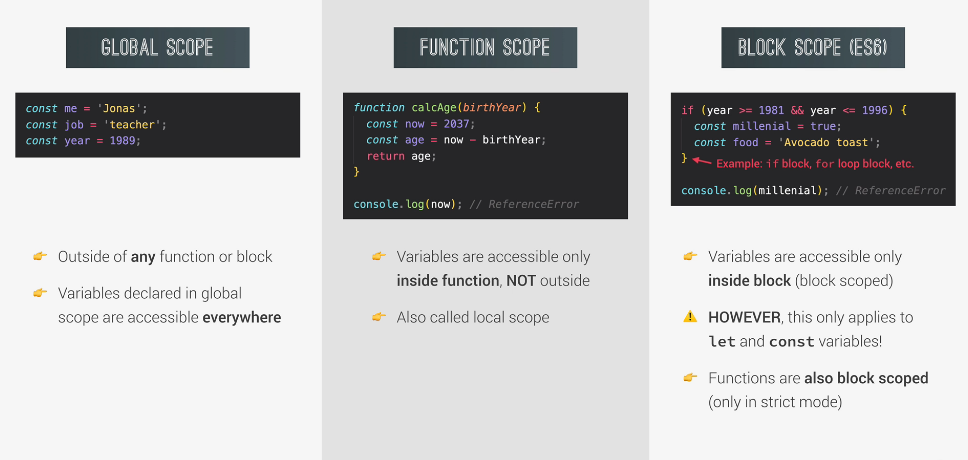 GLOBAL SCOPE
const me = 'Jonas';
const job = 'teacher';
const year = 1989;
Outside of any function or block
Variables declared in global
scope are accessible everywhere
FUNCTION SCOPE
function calcAge(birthYear) {
const now = 2037;
const age = now − birthYear;
return age;
}
console.log(now); // ReferenceError
Variables are accessible only
inside function, NOT outside
Also called local scope
BLOCK SCOPE (ES6)
if (year >= 1981 && year <= 1996) {
const millenial = true;
const food = 'Avocado toast';
} Example: if block, for loop block, etc.
console.log(millenial); // ReferenceError
Variables are accessible only
inside block (block scoped)
HOWEVER, this only applies to
let and const variables!
Functions are also block scoped
(only in strict mode)